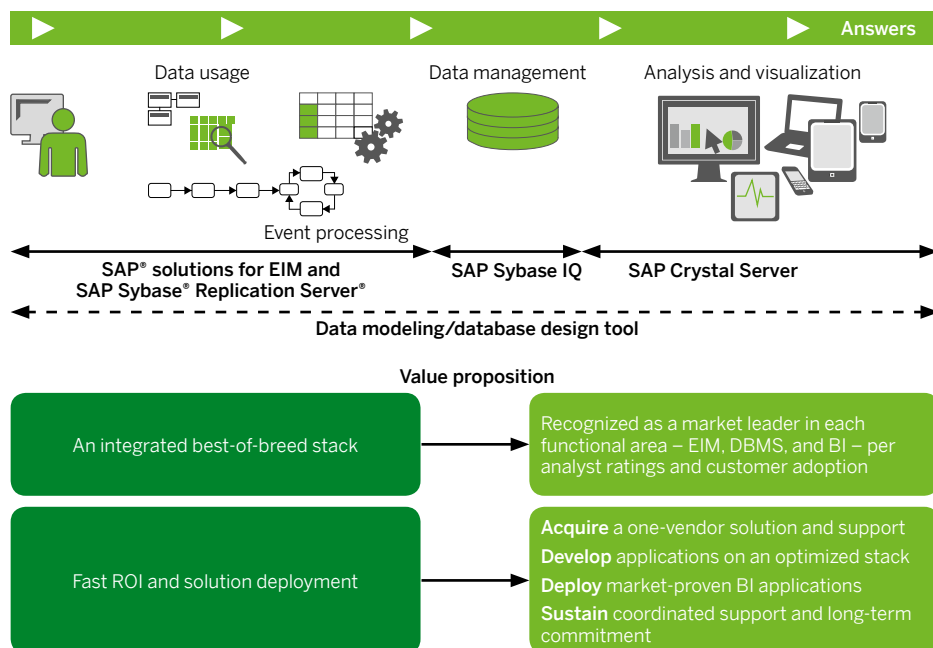 Answers
Data usage
Data management
Analysis and visualization
Event processing
SAP® solutions for EIM and
SAP Sybase® Replication Server®
SAP Sybase IQ
SAP Crystal Server
Data modeling/database design tool
Value proposition
An integrated best-of-breed stack
Recognized as a market leader in each
functional area – EIM, DBMS, and BI – per
analyst ratings and customer adoption
Fast ROI and solution deployment
Acquire a one-vendor solution and support
Develop applications on an optimized stack
Deploy market-proven BI applications
Sustain coordinated support and long-term
commitment